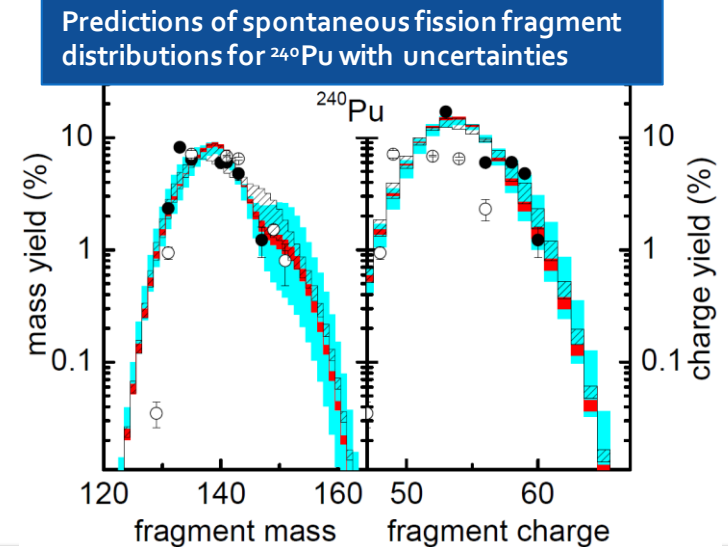 Predictions of spontaneous fission fragment
distributions for ²⁴⁰Pu with uncertainties
²⁴⁰Pu
mass yield (%)
10
1
0.1
10
1
0.1
charge yield (%)
120 140 160 50 60
fragment mass fragment charge